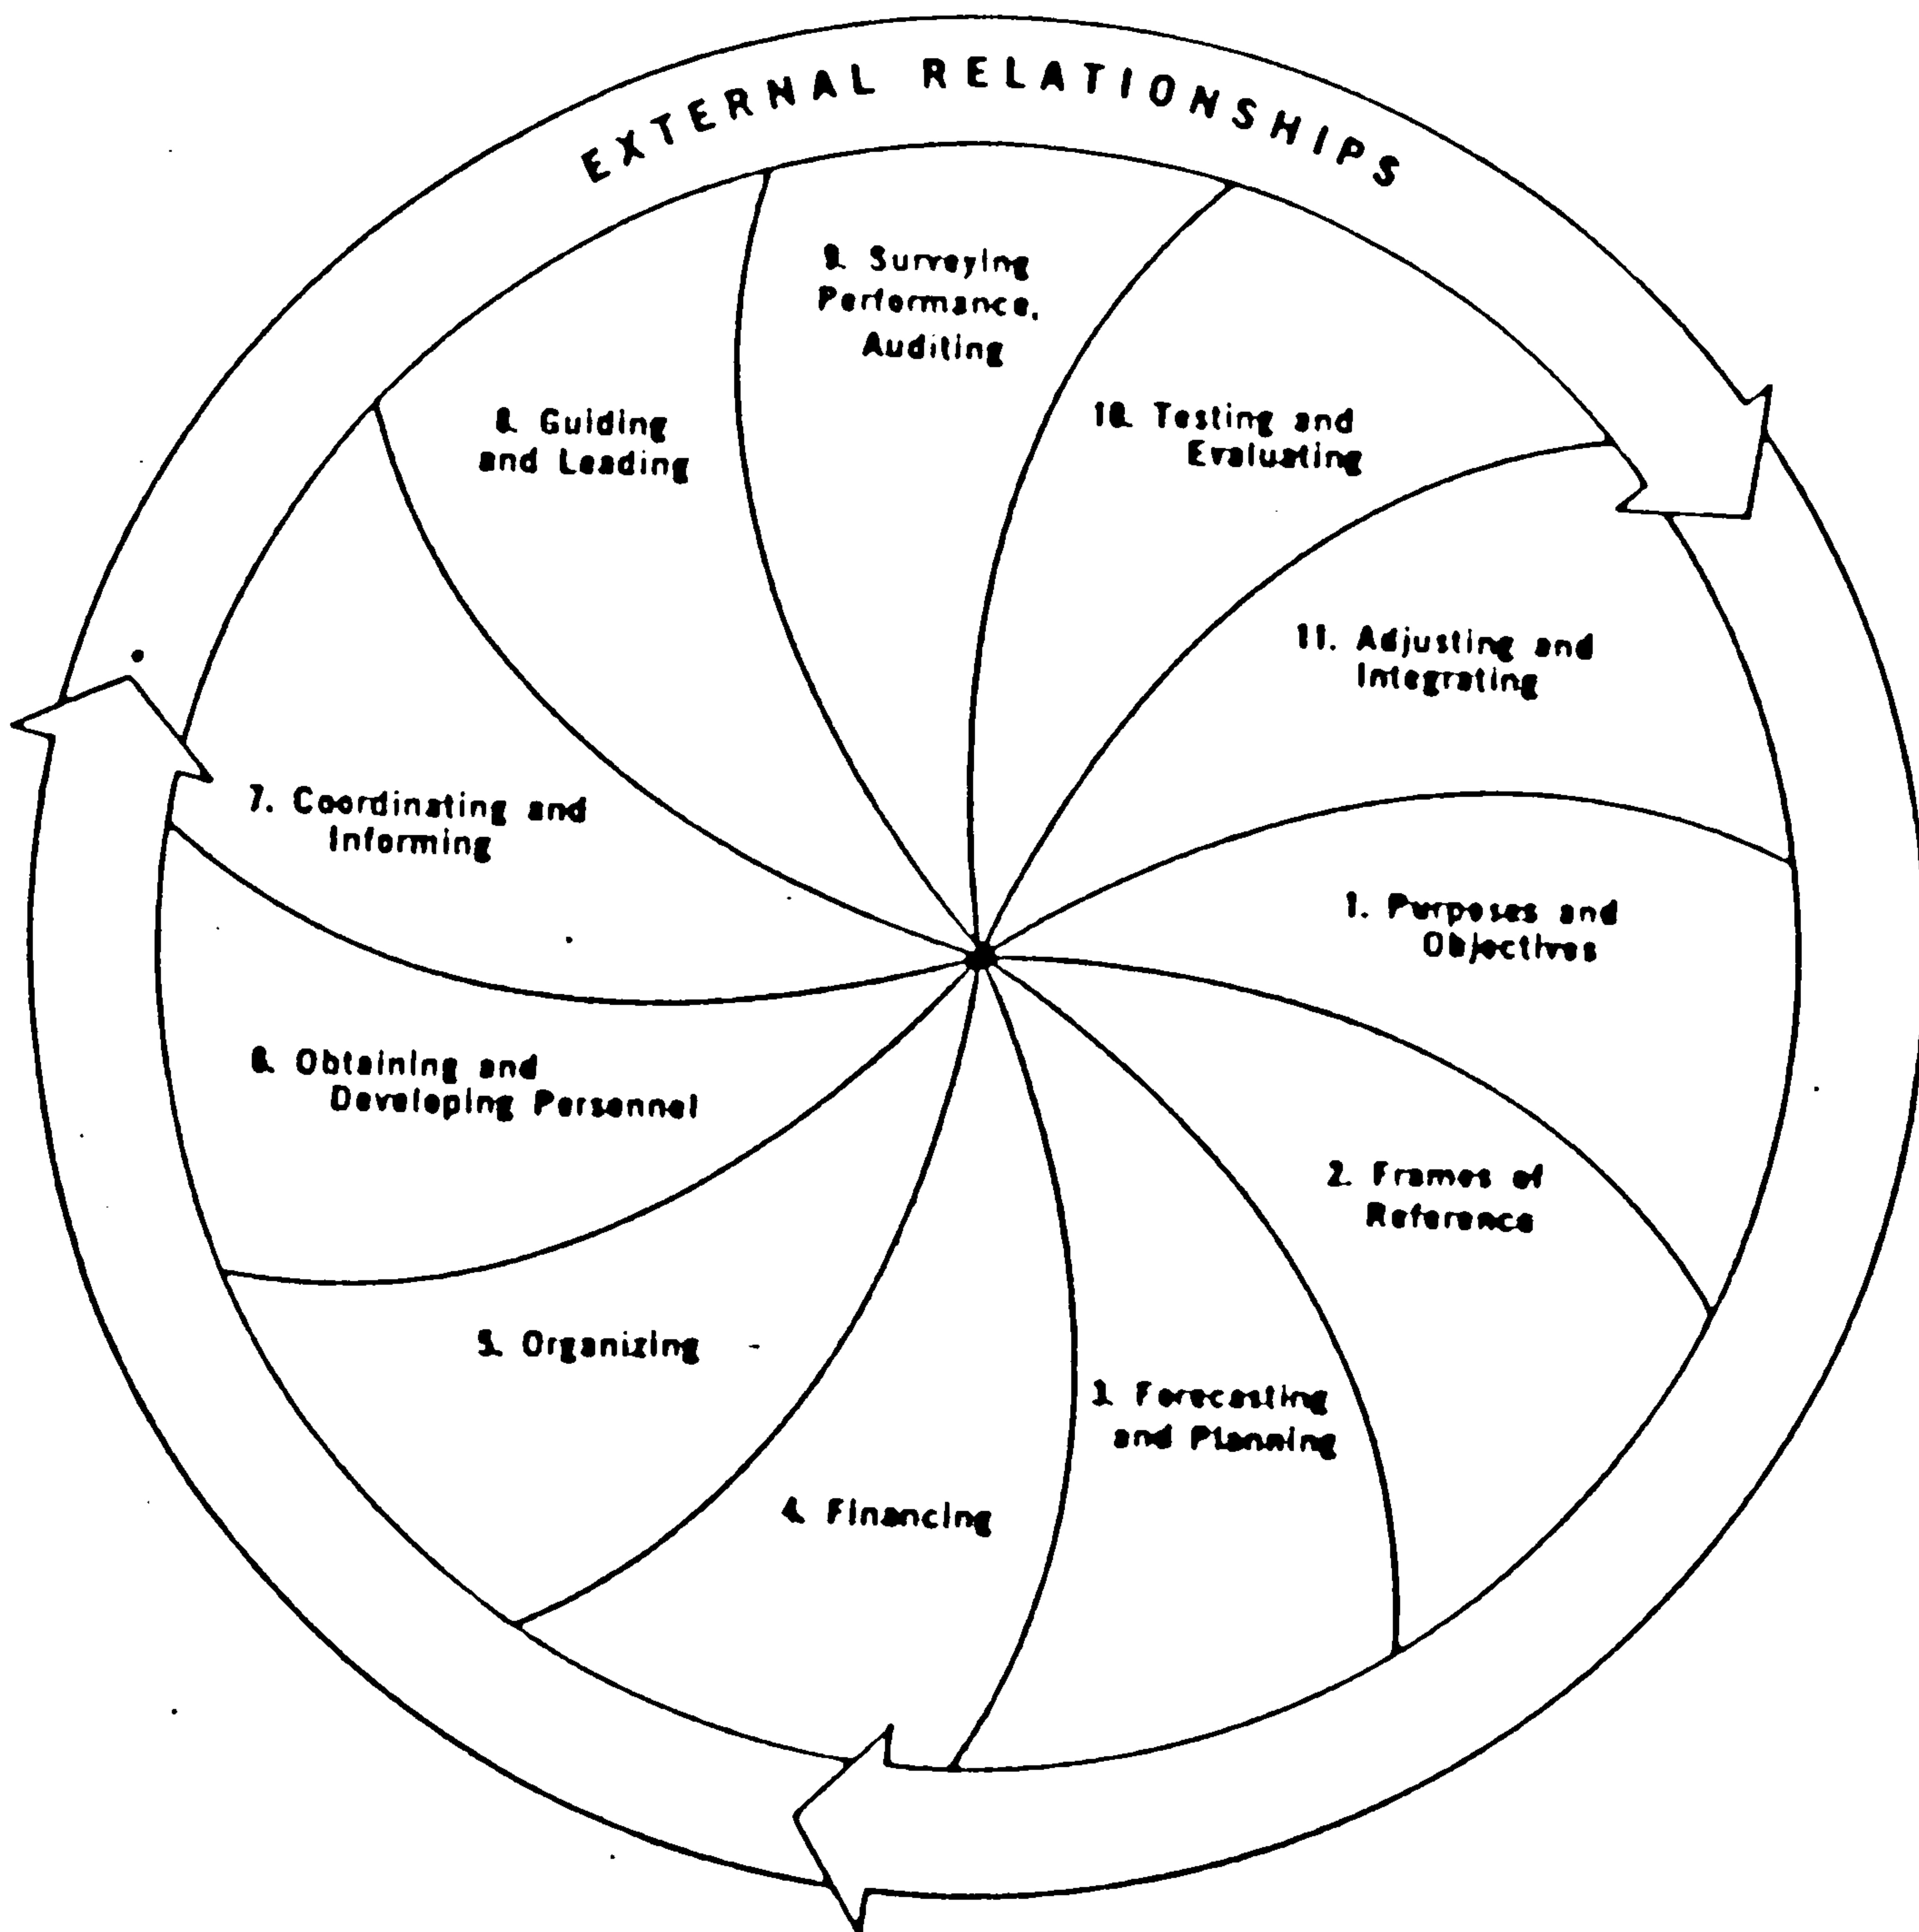 EXTERNAL RELATIONSHIPS
9. Surveying
Performance,
Auditing
8. Guiding
and Leading
10. Testing and
Evaluating
11. Adjusting and
Integrating
7. Coordinating and
Informing
1. Purposes and
Objectives
6. Obtaining and
Developing Personnel
2. Frames of
Reference
5. Organizing
3. Forecasting
and Planning
4. Financing